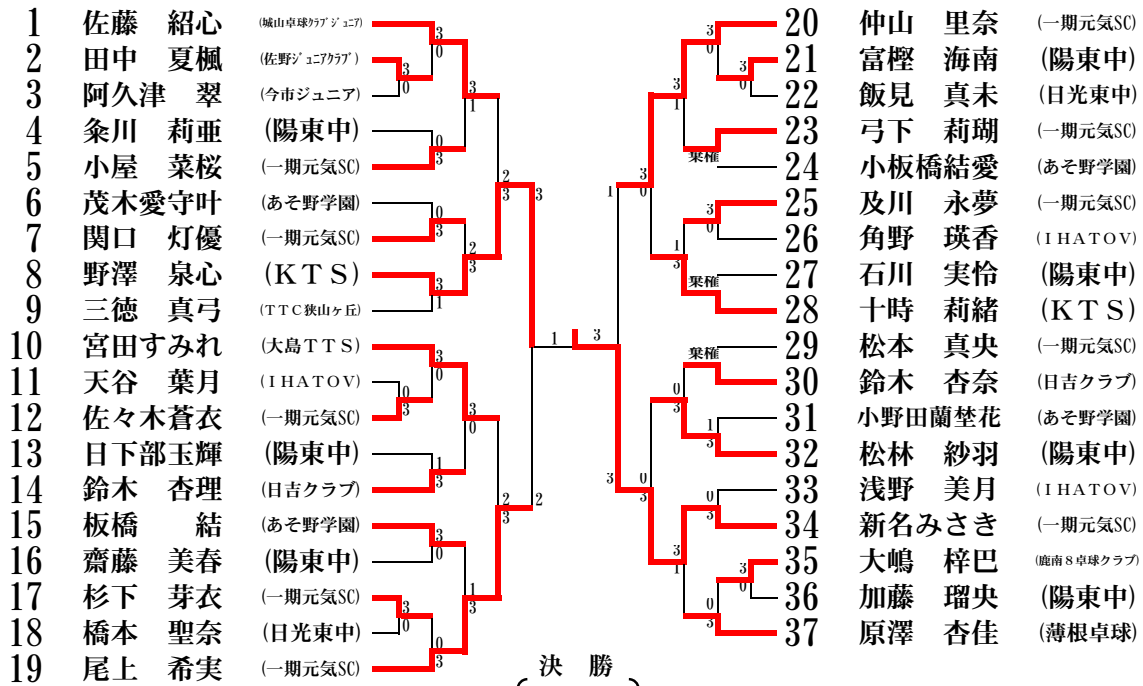 1 佐藤　紹心 (城山卓球クラブジュニア)
2 田中　夏楓 (佐野ジュニアクラブ)
3 阿久津　翠 (今市ジュニア)
4 粂川　莉亜 (陽東中)
5 小屋　菜桜 (一期元気SC)
6 茂木愛守叶 (あそ野学園)
7 関口　灯優 (一期元気SC)
8 野澤　泉心 (ＫＴＳ)
9 三德　真弓 (ＴＴＣ狭山ヶ丘)
10 宮田すみれ (大島ＴＴＳ)
11 天谷　葉月 (ＩＨＡＴＯＶ)
12 佐々木蒼衣 (一期元気SC)
13 日下部玉輝 (陽東中)
14 鈴木　杏理 (日吉クラブ)
15 板橋　結 (あそ野学園)
16 齋藤　美春 (陽東中)
17 杉下　芽衣 (一期元気SC)
18 橋本　聖奈 (日光東中)
19 尾上　希実 (一期元気SC)
3
0
3
0
3
1
0
3
2
3
0
3
2
3
3
1
3
3
0
0
3
3
0
1
3
2
3
2
3
0
1
3
3
0
0
3
1
3
決　勝
20 仲山　里奈 (一期元気SC)
21 富樫　海南 (陽東中)
22 飯見　真未 (日光東中)
23 弓下　莉瑚 (一期元気SC)
24 小板橋結愛 (あそ野学園)
25 及川　永夢 (一期元気SC)
26 角野　瑛香 (ＩＨＡＴＯＶ)
27 石川　実怜 (陽東中)
28 十時　莉緒 (ＫＴＳ)
29 松本　真央 (一期元気SC)
30 鈴木　杏奈 (日吉クラブ)
31 小野田蘭埜花 (あそ野学園)
32 松林　紗羽 (陽東中)
33 浅野　美月 (ＩＨＡＴＯＶ)
34 新名みさき (一期元気SC)
35 大嶋　梓巴 (鹿南８卓球クラブ)
36 加藤　瑠央 (陽東中)
37 原澤　杏佳 (薄根卓球)
3
0
3
0
3
1
棄権
3
0
1
3
0
1
3
棄権
棄権
0
3
1
3
3
0
3
0
3
3
1
3
0
0
3